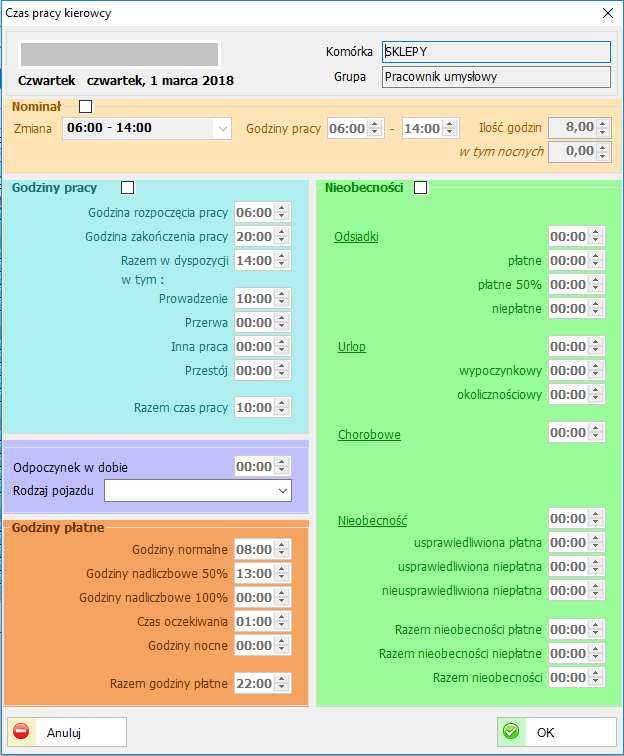 Czas pracy kierowcy
Komórka SKLEPY
Czwartek czwartek, 1 marca 2018
Grupa Pracownik umysłowy
Nominał
Zmiana 06:00 - 14:00 Godziny pracy 06:00 - 14:00 Ilość godzin 8,00
w tym nocnych 0,00
Godziny pracy
Godzina rozpoczęcia pracy 06:00
Godzina zakończenia pracy 20:00
Razem w dyspozycji 14:00
w tym :
Prowadzenie 10:00
Przerwa 00:00
Inna praca 00:00
Przestój 00:00
Razem czas pracy 10:00
Odpoczynek w dobie 00:00
Rodzaj pojazdu
Godziny płatne
Godziny normalne 08:00
Godziny nadliczbowe 50% 13:00
Godziny nadliczbowe 100% 00:00
Czas oczekiwania 01:00
Godziny nocne 00:00
Razem godziny płatne 22:00
Nieobecności
Odsiadki 00:00
płatne 00:00
płatne 50% 00:00
niepłatne 00:00
Urlop 00:00
wypoczynkowy 00:00
okolicznościowy 00:00
Chorobowe 00:00
Nieobecność 00:00
usprawiedliwiona płatna 00:00
usprawiedliwiona niepłatna 00:00
nieusprawiedliwiona niepłatna 00:00
Razem nieobecności płatne 00:00
Razem nieobecności niepłatne 00:00
Razem nieobecności 00:00
Anuluj
OK